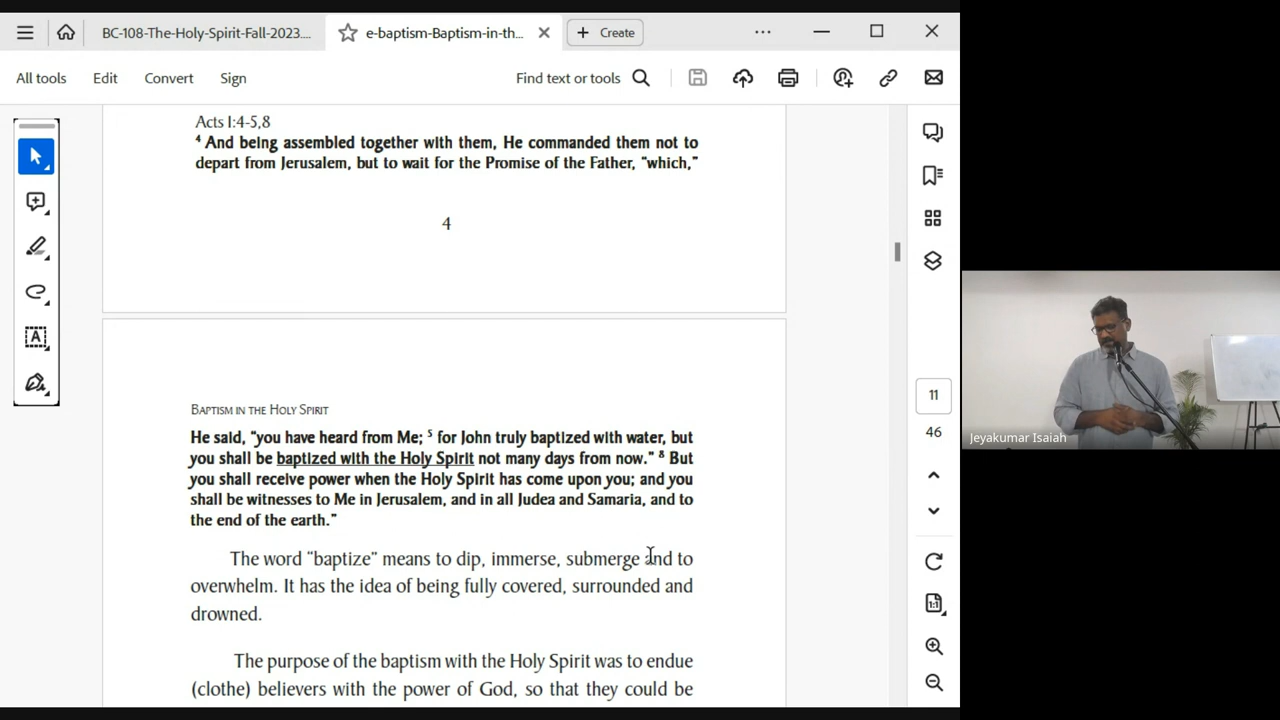 BC-108-The-Holy-Spirit-Fall-2023....
e-baptism-Baptism-in-th...
Create
All tools
Edit
Convert
Sign
Find text or tools
Acts 1:4-5,8
4 And being assembled together with them, He commanded them not to
depart from Jerusalem, but to wait for the Promise of the Father, “which,”
4
BAPTISM IN THE HOLY SPIRIT
He said, “you have heard from Me; 5 for John truly baptized with water, but
you shall be baptized with the Holy Spirit not many days from now.” 8 But
you shall receive power when the Holy Spirit has come upon you; and you
shall be witnesses to Me in Jerusalem, and in all Judea and Samaria, and to
the end of the earth.”
The word “baptize” means to dip, immerse, submerge and to
overwhelm. It has the idea of being fully covered, surrounded and
drowned.
The purpose of the baptism with the Holy Spirit was to endue
(clothe) believers with the power of God, so that they could be
11
46
1:1
Jeyakumar Isaiah